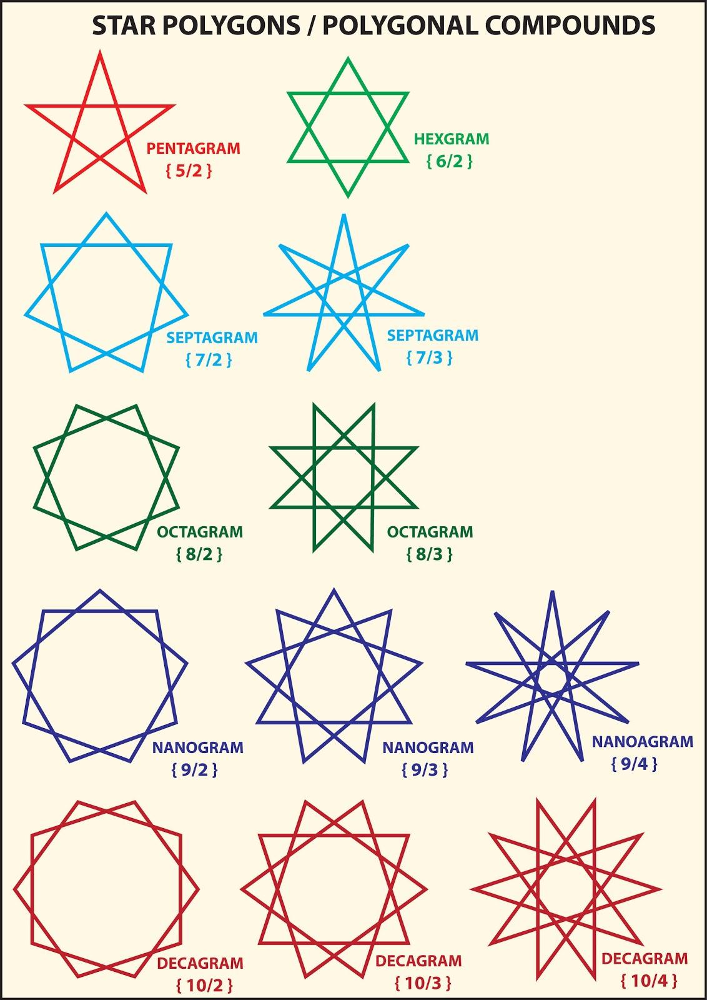 STAR POLYGONS / POLYGONAL COMPOUNDS
PENTAGRAM
{ 5/2 }
HEXGRAM
{ 6/2 }
SEPTAGRAM
{ 7/2 }
SEPTAGRAM
{ 7/3 }
OCTAGRAM
{ 8/2 }
OCTAGRAM
{ 8/3 }
NANOGRAM
{ 9/2 }
NANOGRAM
{ 9/3 }
NANOAGRAM
{ 9/4 }
DECAGRAM
{ 10/2 }
DECAGRAM
{ 10/3 }
DECAGRAM
{ 10/4 }